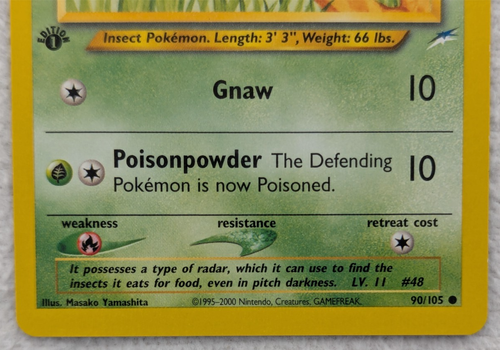 EDITION
1
Insect Pokémon. Length: 3' 3", Weight: 66 lbs.
Gnaw 10
Poisonpowder The Defending 10
Pokémon is now Poisoned.
weakness resistance retreat cost
It possesses a type of radar, which it can use to find the
insects it eats for food, even in pitch darkness. LV. 11 #48
Illus. Masako Yamashita ©1995-2000 Nintendo, Creatures, GAMEFREAK. 90/105